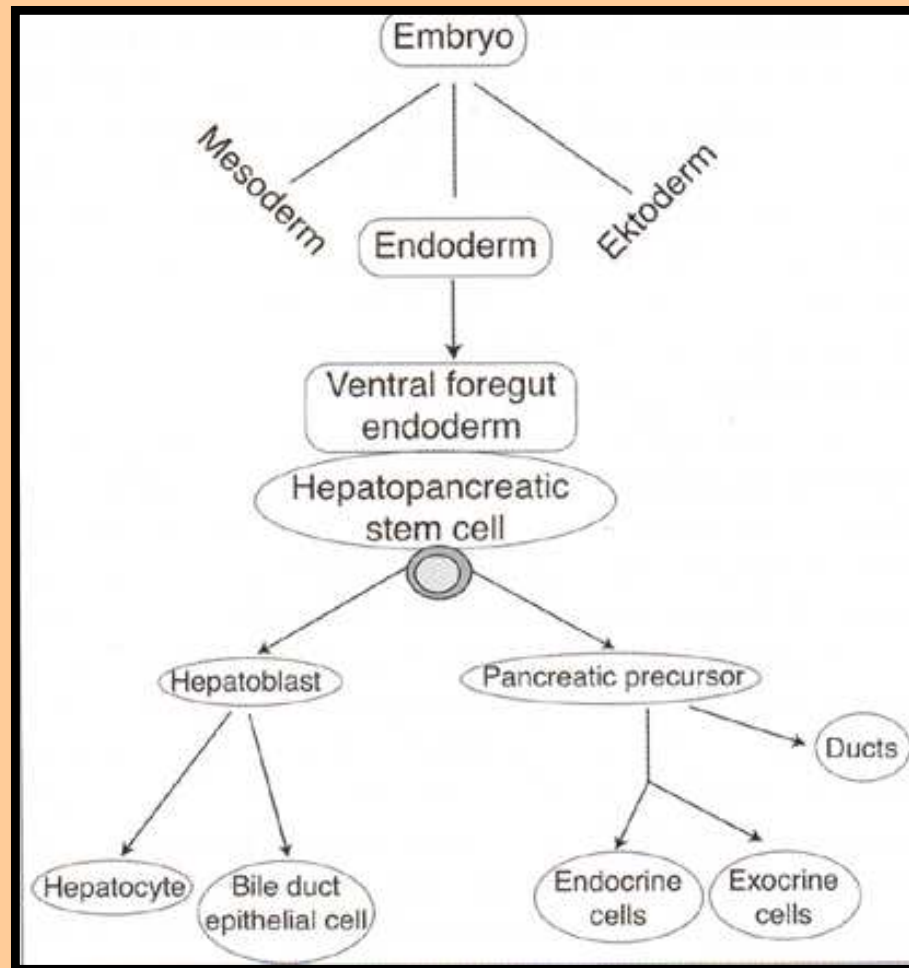 Embryo
Mesoderm
Ektoderm
Endoderm
Ventral foregut
endoderm
Hepatopancreatic
stem cell
Hepatoblast
Pancreatic precursor
Ducts
Hepatocyte
Bile duct
epithelial cell
Endocrine
cells
Exocrine
cells